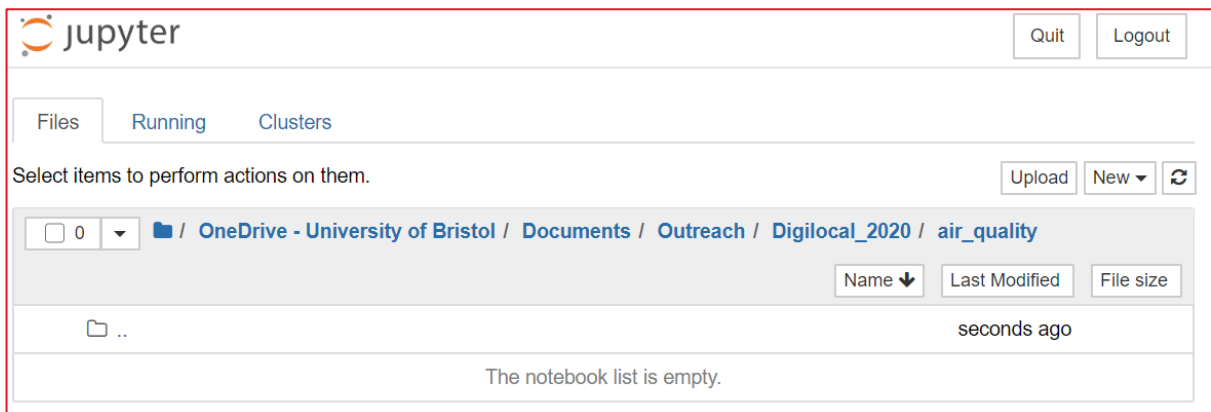 jupyter Quit Logout
Files Running Clusters
Select items to perform actions on them. Upload New
0 / OneDrive - University of Bristol / Documents / Outreach / Digilocal_2020 / air_quality
Name Last Modified File size
.. seconds ago
The notebook list is empty.